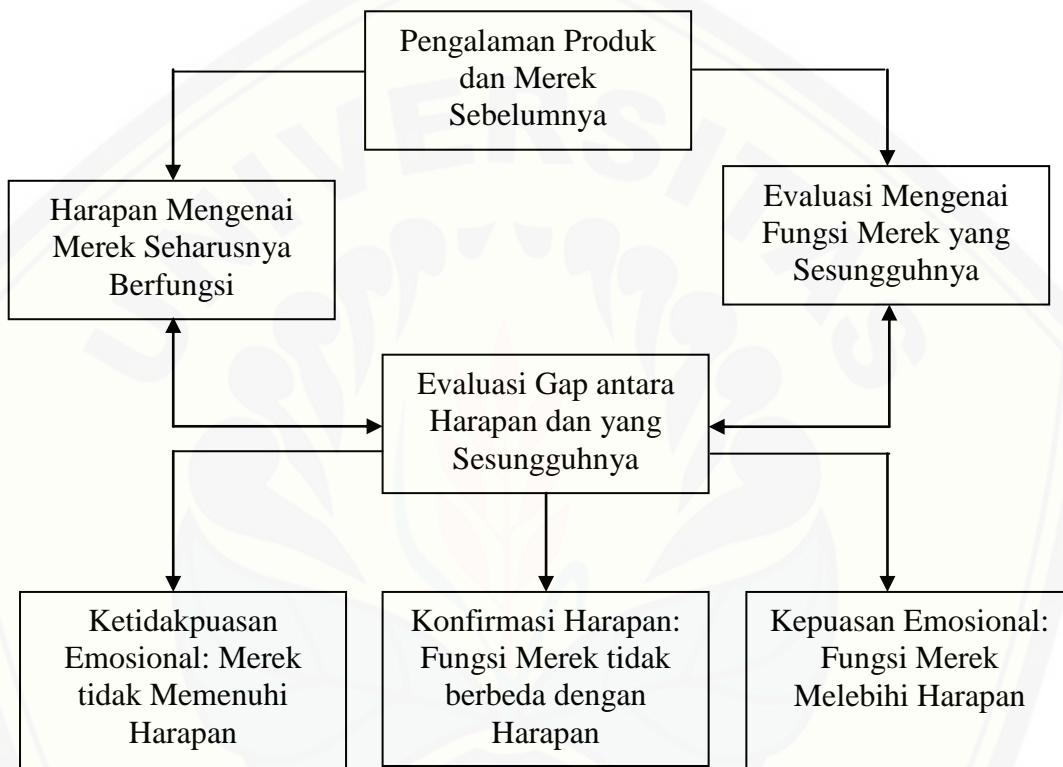 Pengalaman Produk
dan Merek
Sebelumnya
Harapan Mengenai
Merek Seharusnya
Berfungsi
Evaluasi Mengenai
Fungsi Merek yang
Sesungguhnya
Evaluasi Gap antara
Harapan dan yang
Sesungguhnya
Ketidakpuasan
Emosional: Merek
tidak Memenuhi
Harapan
Konfirmasi Harapan:
Fungsi Merek tidak
berbeda dengan
Harapan
Kepuasan Emosional:
Fungsi Merek
Melebihi Harapan
UNIVERSITAS